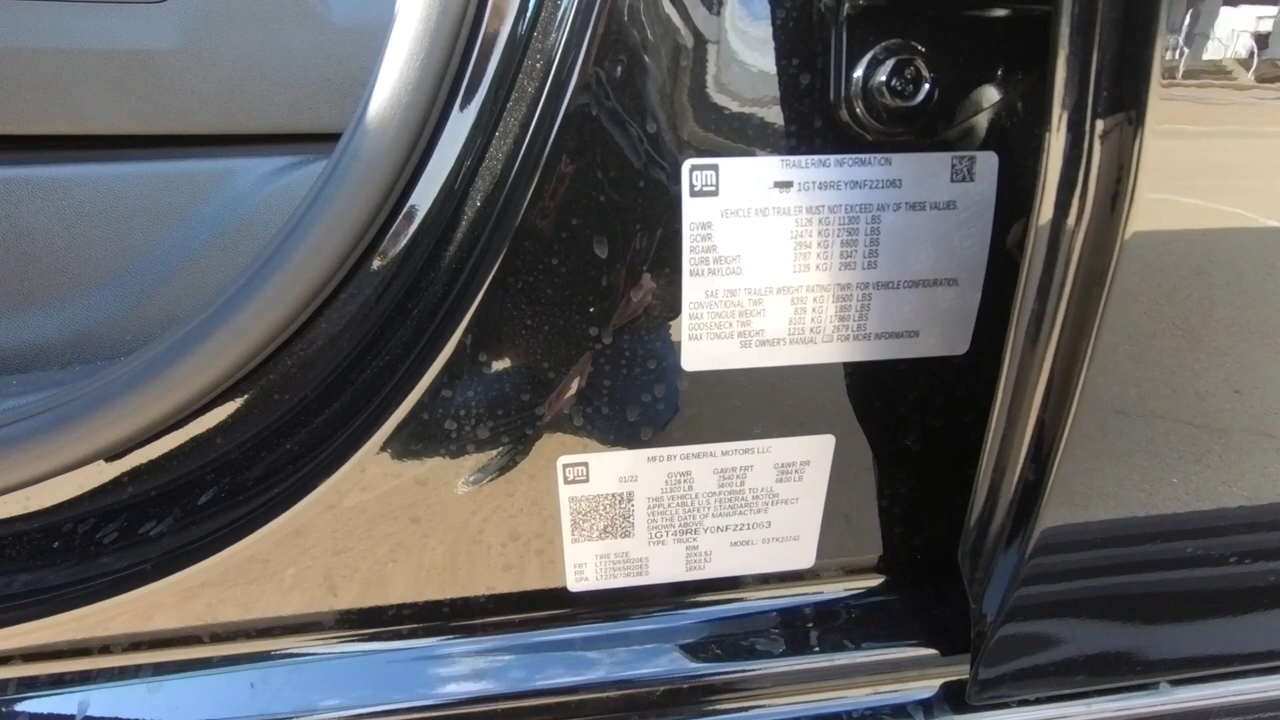 gm
TRAILERING INFORMATION
1GT49REY0NF221063
VEHICLE AND TRAILER MUST NOT EXCEED ANY OF THESE VALUES.
GVWR: 5126 KG / 11300 LBS
GCWR: 12474 KG / 27500 LBS
RGAWR: 2994 KG / 6600 LBS
CURB WEIGHT: 3787 KG / 8347 LBS
MAX PAYLOAD: 1339 KG / 2953 LBS
SAE J2807 TRAILER WEIGHT RATING (TWR) FOR VEHICLE CONFIGURATION.
CONVENTIONAL TWR: 8392 KG / 18500 LBS
MAX TONGUE WEIGHT: 839 KG / 1850 LBS
GOOSENECK TWR: 8101 KG / 17860 LBS
MAX TONGUE WEIGHT: 1215 KG / 2679 LBS
SEE OWNER'S MANUAL FOR MORE INFORMATION
gm
MFD BY GENERAL MOTORS LLC
01/22 GVWR GAWR FRT GAWR RR
5126 KG 2540 KG 2994 KG
11300 LB 5600 LB 6600 LB
THIS VEHICLE CONFORMS TO ALL
APPLICABLE U.S. FEDERAL MOTOR
VEHICLE SAFETY STANDARDS IN EFFECT
ON THE DATE OF MANUFACTURE
SHOWN ABOVE
1GT49REY0NF221063
TYPE: TRUCK MODEL:
TIRE SIZE RIM
FRT LT275/65R20ES 20X8.5J
RR LT275/65R20ES 20X8.5J
SPA LT275/70R18ES 18X8J